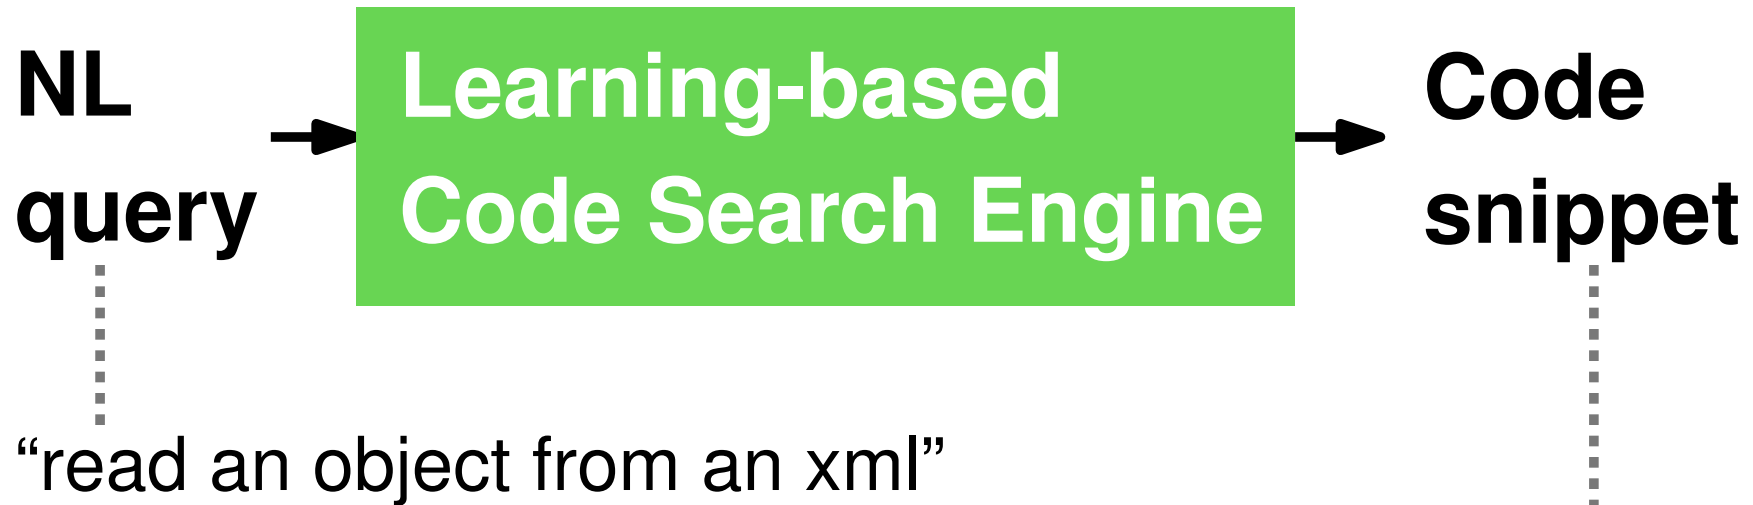 NL
query
Learning-based
Code Search Engine
Code
snippet
“read an object from an xml”